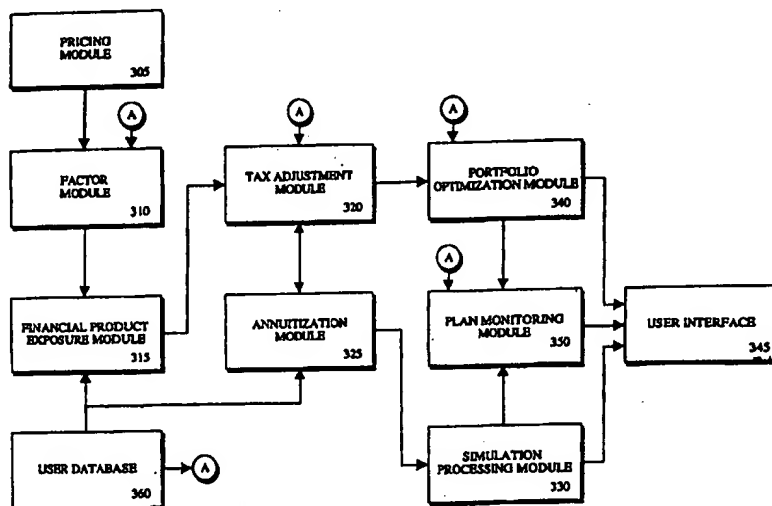 PRICING
MODULE
305
A
FACTOR
MODULE
310
FINANCIAL PRODUCT
EXPOSURE MODULE
315
USER DATABASE
360
A
A
TAX ADJUSTMENT
MODULE
320
ANNUITIZATION
MODULE
325
A
PORTFOLIO
OPTIMIZATION MODULE
340
A
PLAN MONITORING
MODULE
350
SIMULATION
PROCESSING MODULE
330
USER INTERFACE
345